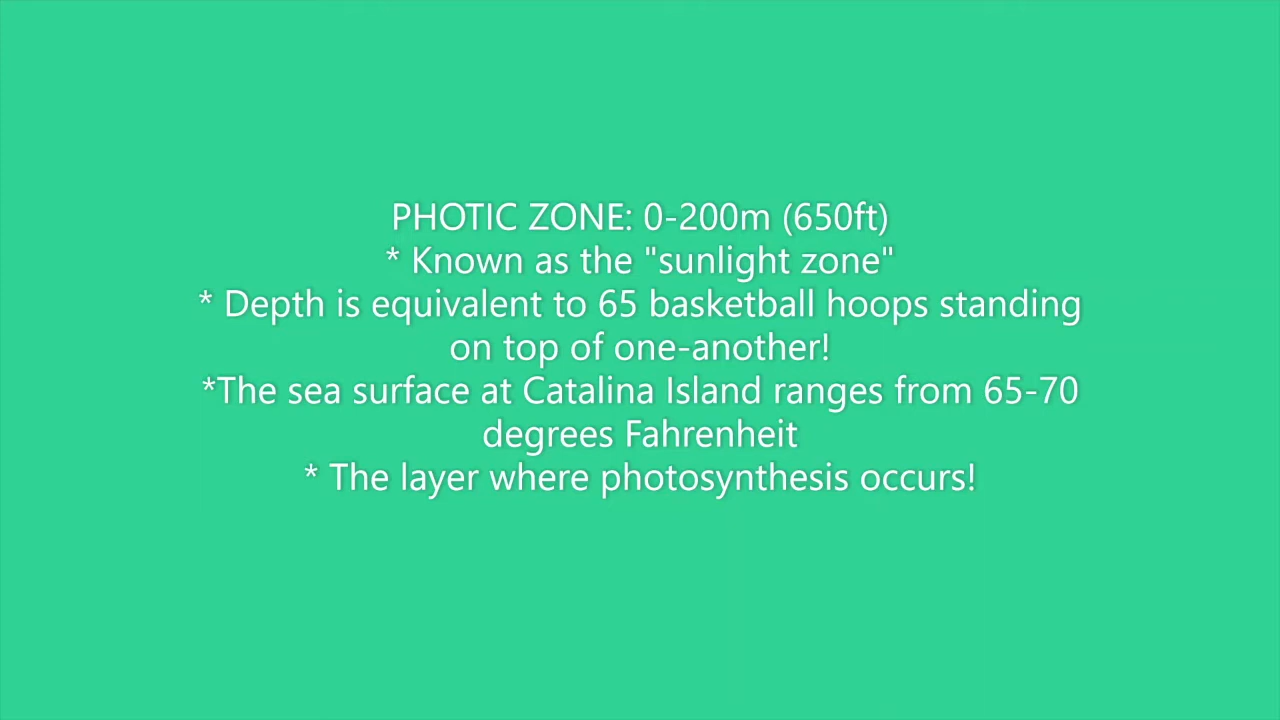 PHOTIC ZONE: 0-200m (650ft)
* Known as the "sunlight zone"
* Depth is equivalent to 65 basketball hoops standing
on top of one-another!
*The sea surface at Catalina Island ranges from 65-70
degrees Fahrenheit
* The layer where photosynthesis occurs!